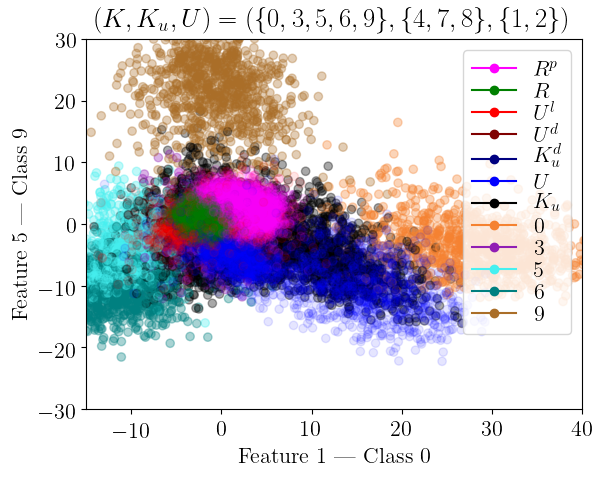 (K, K_u, U) = ({0, 3, 5, 6, 9}, {4, 7, 8}, {1, 2})
30
20
10
0
−10
−20
−30
Feature 5 — Class 9
R^p
R
U^l
U^d
K_u^d
U
K_u
0
3
5
6
9
−10 0 10 20 30 40
Feature 1 — Class 0